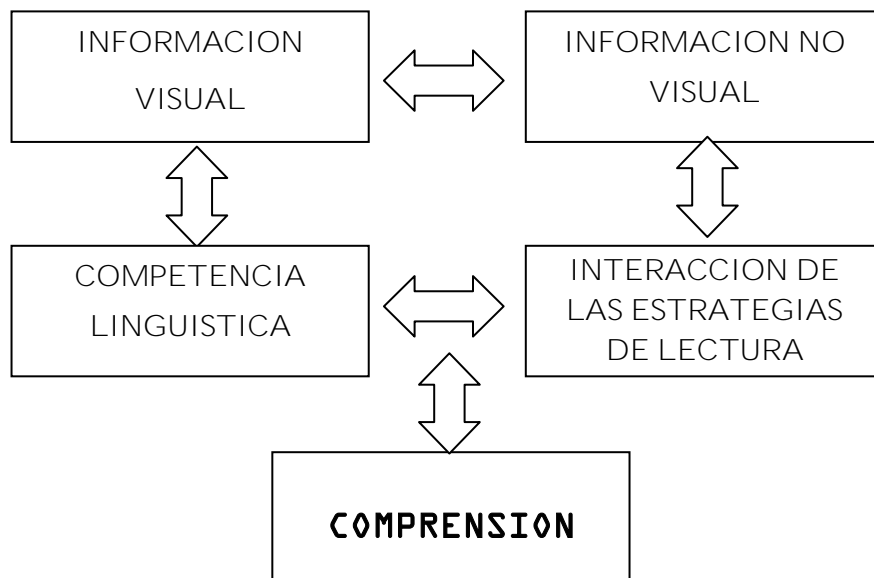 INFORMACION
VISUAL
INFORMACION NO
VISUAL
COMPETENCIA
LINGUISTICA
INTERACCION DE
LAS ESTRATEGIAS
DE LECTURA
COMPRENSION